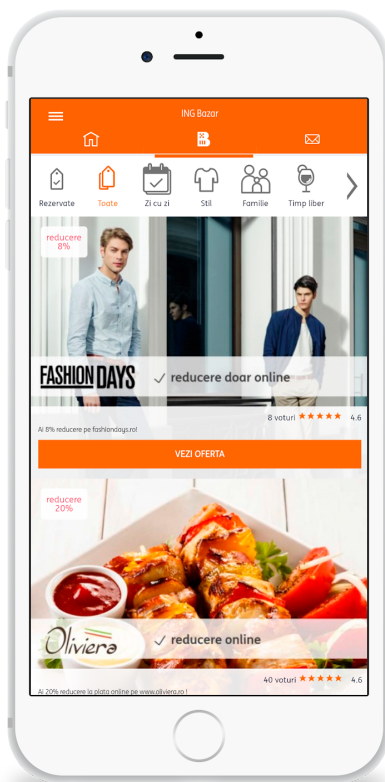 ING Bazar
Rezervate
Toate
Zi cu zi
Stil
Familie
Timp liber
reducere
8%
FASHION DAYS
reducere doar online
8 voturi
4.6
Ai 8% reducere pe fashiondays.ro!
VEZI OFERTA
reducere
20%
Oliviera
reducere online
40 voturi
4.6
Ai 20% reducere la plata online pe www.oliviero.ro !